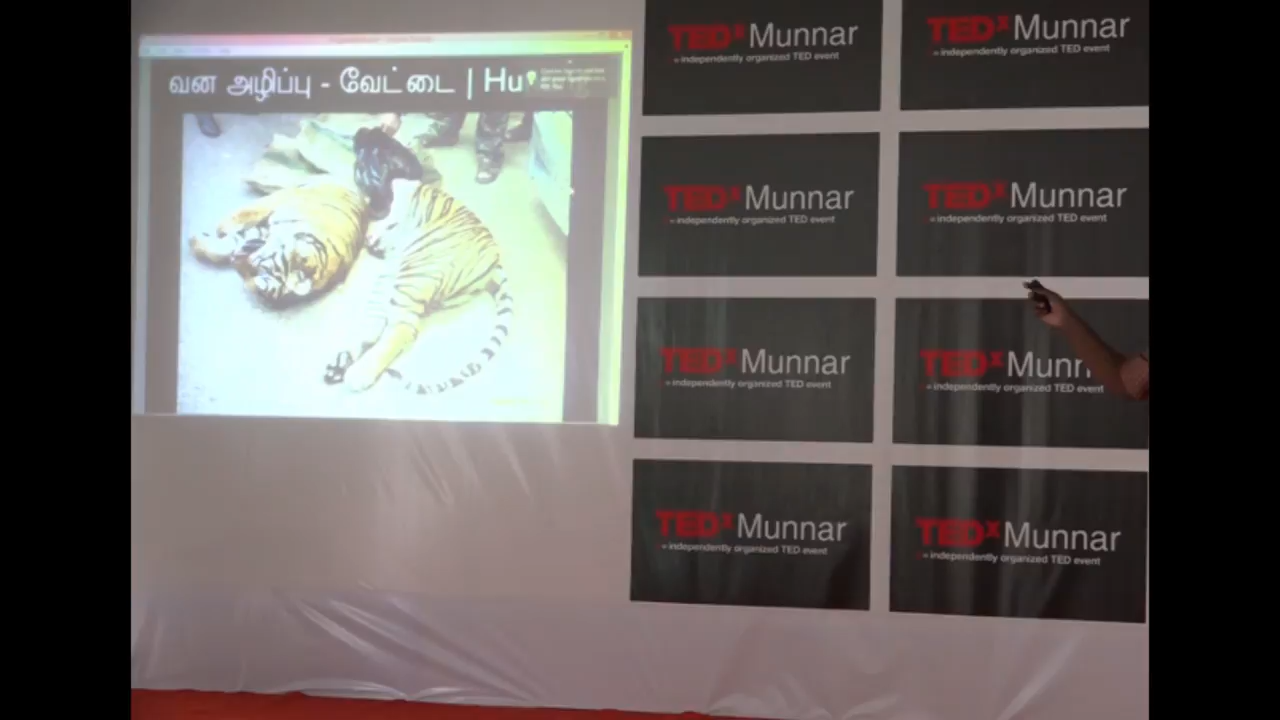 வன அழிப்பு - வேட்டை | Hu
TEDx Munnar
= independently organized TED event
TEDx Munnar
= independently organized TED event
TEDx Munnar
= independently organized TED event
TEDx Munnar
= independently organized TED event
TEDx Munnar
= independently organized TED event
TEDx Munn
= independently organized TED event
TEDx Munnar
= independently organized TED event
TEDx Munnar
= independently organized TED event